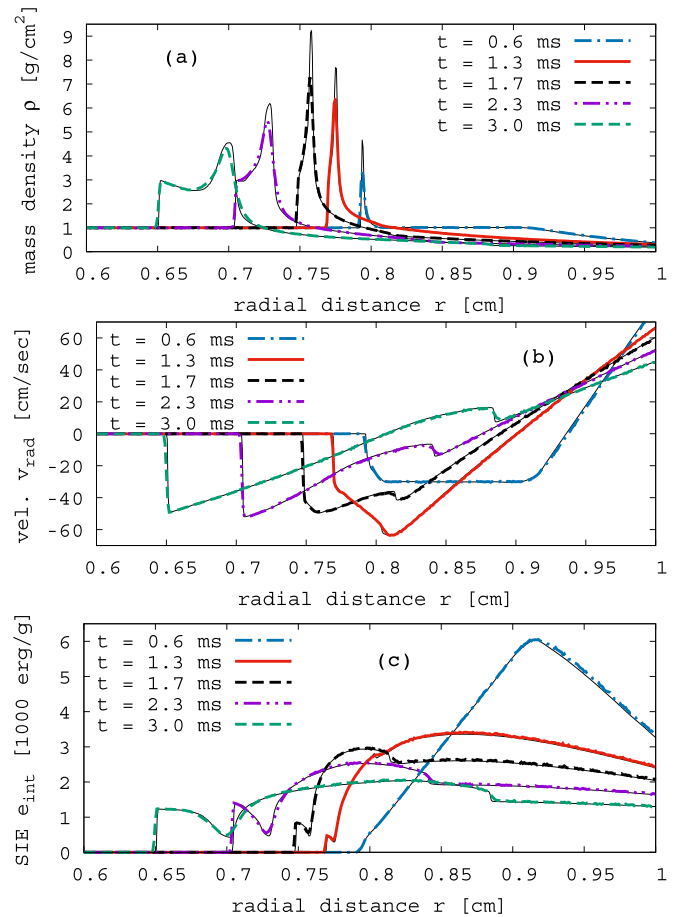 mass density ρ [g/cm²]
9
8
7
6
5
4
3
2
1
0
(a)
t = 0.6 ms
t = 1.3 ms
t = 1.7 ms
t = 2.3 ms
t = 3.0 ms
0.6 0.65 0.7 0.75 0.8 0.85 0.9 0.95 1
radial distance r [cm]
vel. v_rad [cm/sec]
60
40
20
0
-20
-40
-60
t = 0.6 ms
t = 1.3 ms
t = 1.7 ms
t = 2.3 ms
t = 3.0 ms
(b)
0.6 0.65 0.7 0.75 0.8 0.85 0.9 0.95 1
radial distance r [cm]
SIE e_int [1000 erg/g]
6
5
4
3
2
1
0
t = 0.6 ms
t = 1.3 ms
t = 1.7 ms
t = 2.3 ms
t = 3.0 ms
(c)
0.6 0.65 0.7 0.75 0.8 0.85 0.9 0.95 1
radial distance r [cm]